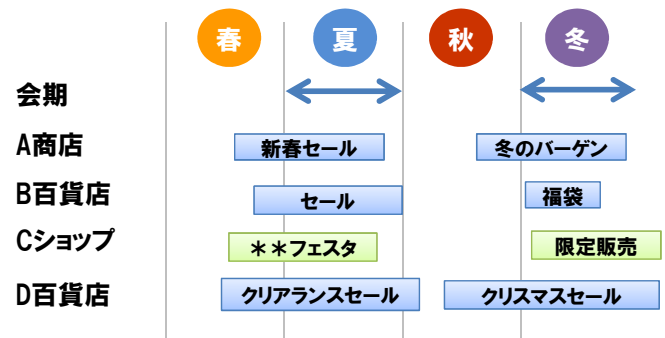 春 夏 秋 冬
会期
A商店 新春セール 冬のバーゲン
B百貨店 セール 福袋
Cショップ **フェスタ 限定販売
D百貨店 クリアランスセール クリスマスセール